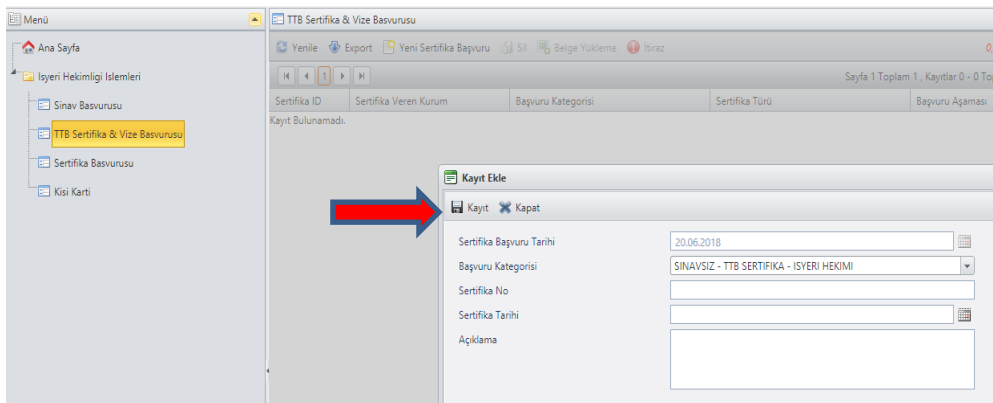 Menü
Ana Sayfa
Isyeri Hekimligi Islemleri
Sinav Basvurusu
TTB Sertifika & Vize Basvurusu
Sertifika Basvurusu
Kisi Karti
TTB Sertifika & Vize Basvurusu
Yenile Export Yeni Sertifika Başvuru Sil Belge Yükleme İtiraz 0,
1 Sayfa 1 Toplam 1 , Kayıtlar 0 - 0 To
Sertifika ID Sertifika Veren Kurum Başvuru Kategorisi Sertifika Türü Başvuru Aşaması
Kayıt Bulunamadı.
Kayıt Ekle
Kayıt Kapat
Sertifika Başvuru Tarihi 20.06.2018
Başvuru Kategorisi SINAVSIZ - TTB SERTIFIKA - ISYERI HEKIMI
Sertifika No
Sertifika Tarihi
Açıklama